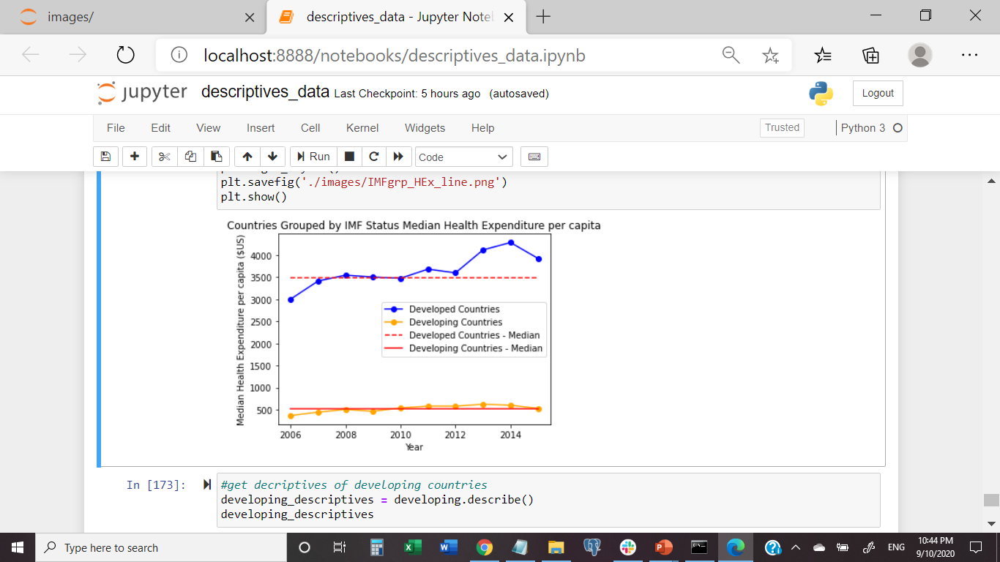 images/
descriptives_data - Jupyter Note
localhost:8888/notebooks/descriptives_data.ipynb
jupyter descriptives_data Last Checkpoint: 5 hours ago (autosaved)
Logout
File Edit View Insert Cell Kernel Widgets Help
Trusted
Python 3
Run
Code
plt.savefig('./images/IMFgrp_HEx_line.png')
plt.show()
Countries Grouped by IMF Status Median Health Expenditure per capita
Median Health Expenditure per capita ($US)
4000
3500
3000
2500
2000
1500
1000
500
Developed Countries
Developing Countries
Developed Countries - Median
Developing Countries - Median
2006 2008 2010 2012 2014
Year
In [173]:
#get decriptives of developing countries
developing_descriptives = developing.describe()
developing_descriptives
Type here to search
ENG
10:44 PM
9/10/2020